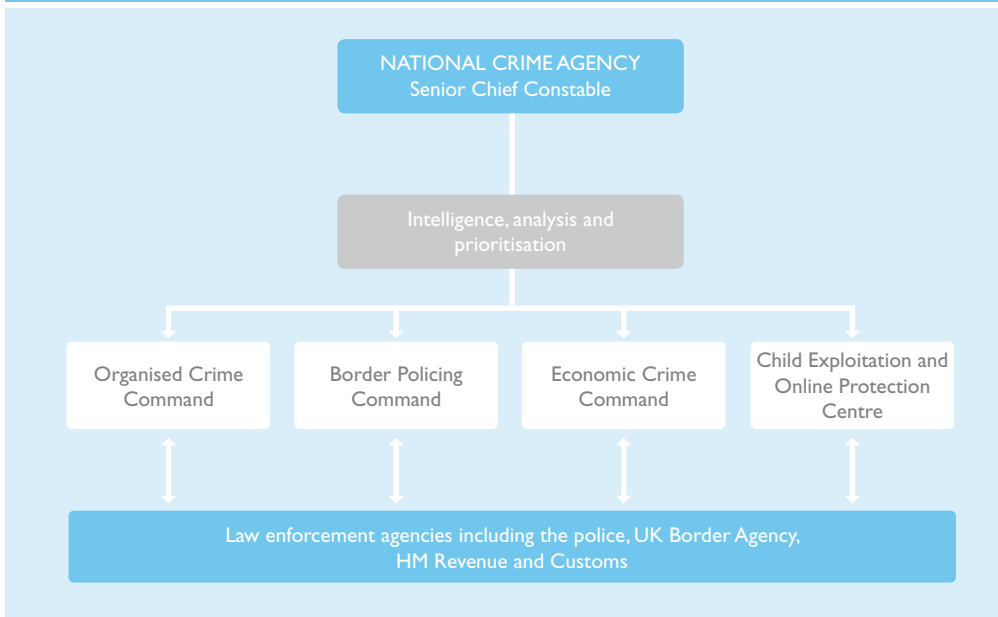 NATIONAL CRIME AGENCY
Senior Chief Constable
Intelligence, analysis and
prioritisation
Organised Crime
Command
Border Policing
Command
Economic Crime
Command
Child Exploitation and
Online Protection
Centre
Law enforcement agencies including the police, UK Border Agency,
HM Revenue and Customs